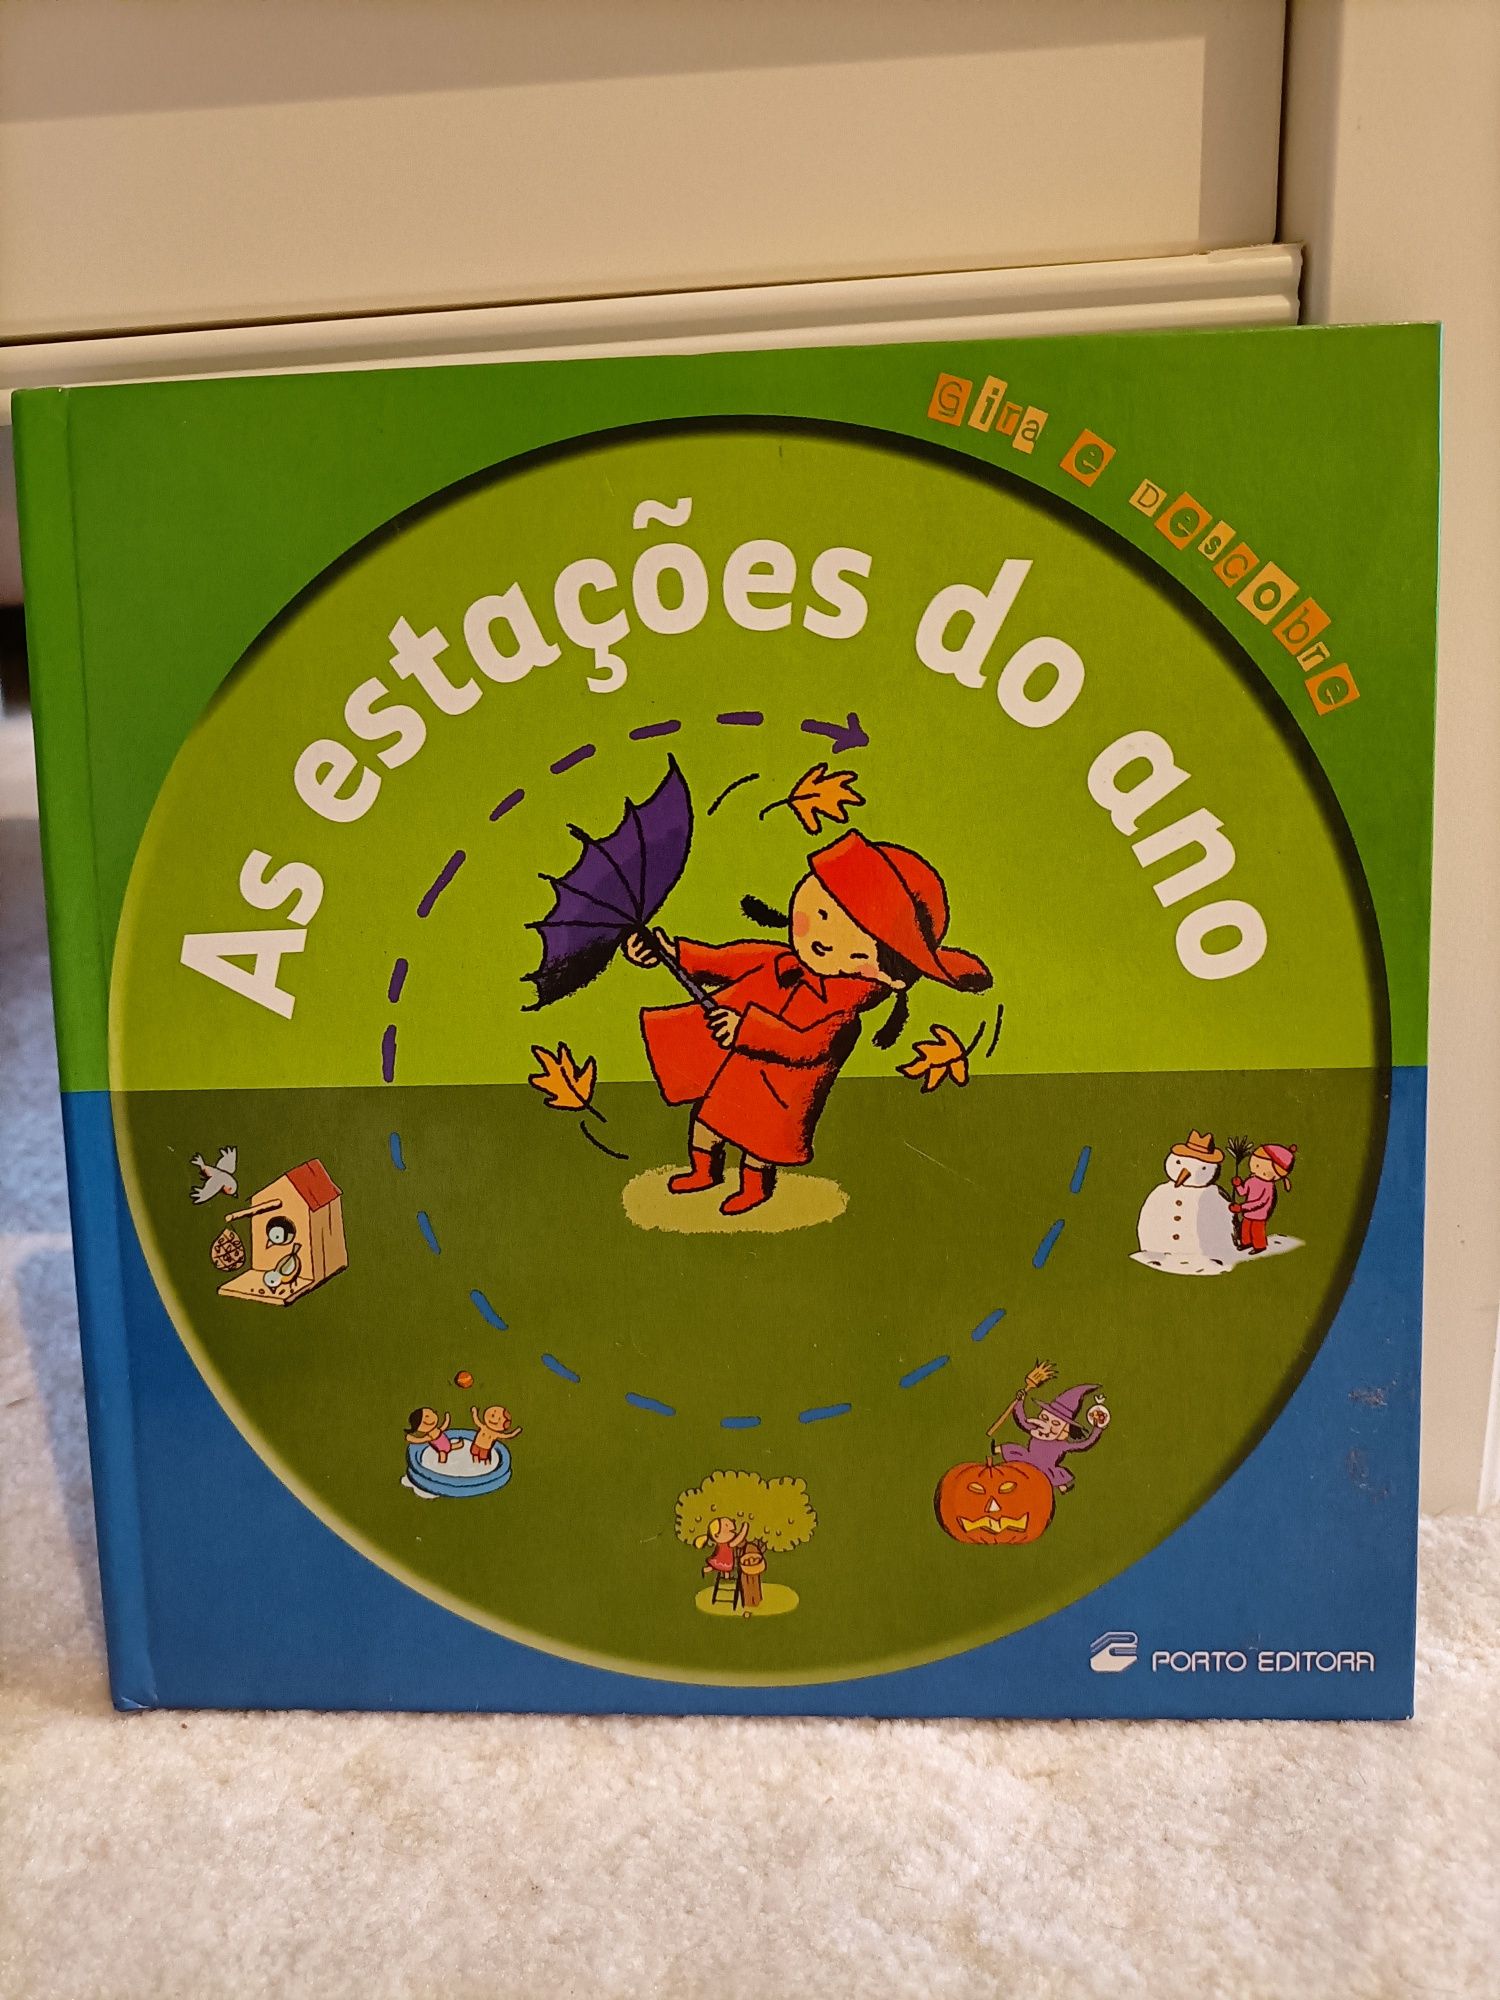 Gira e Descobre
As estações do ano
PORTO EDITORA